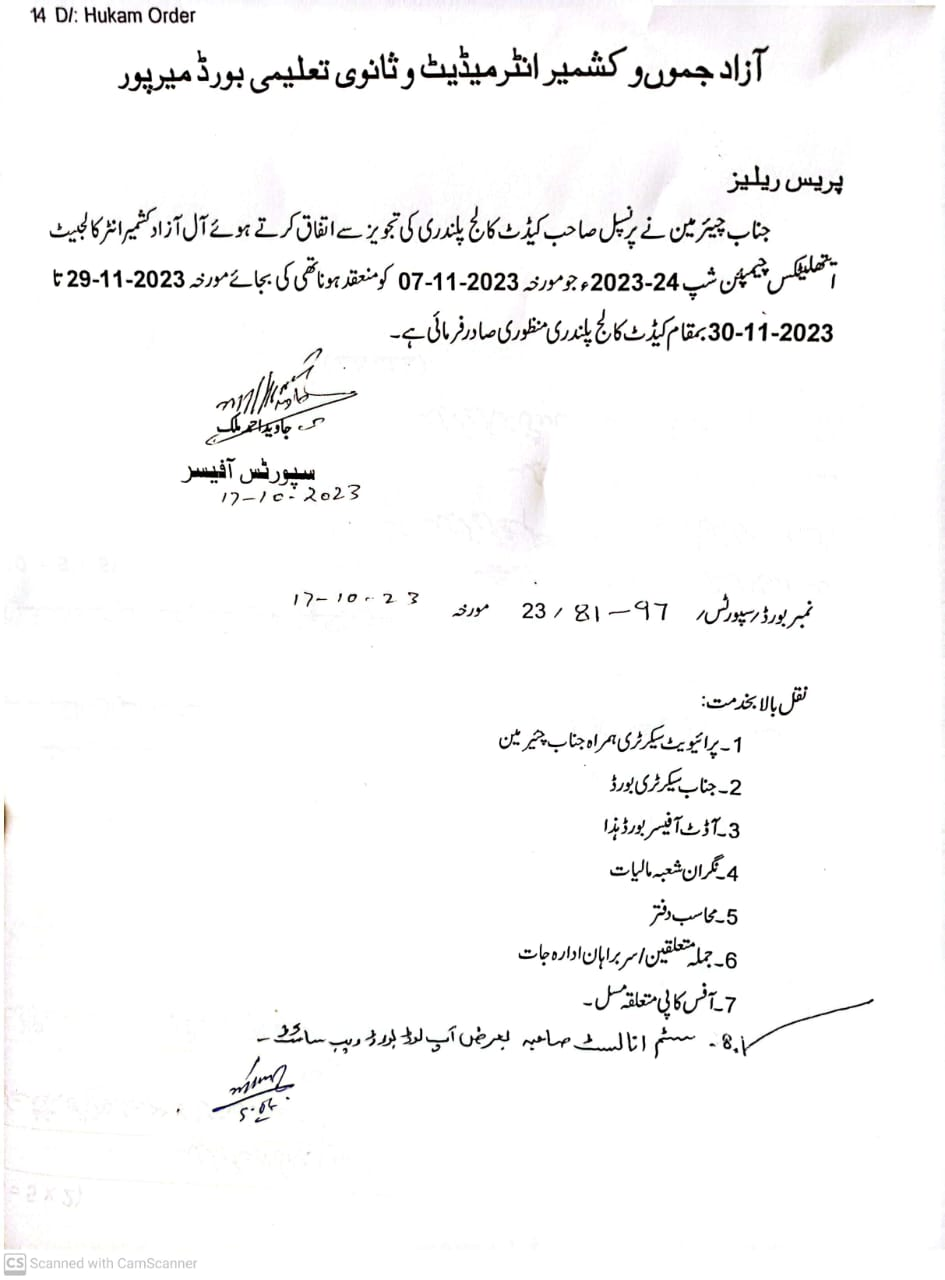 14 D/: Hukam Order
آزاد جموں و کشمیر انٹرمیڈیٹ و ثانوی تعلیمی بورڈ میرپور
پریس ریلیز
جناب چیئرمین نے پرنسپل صاحب کیڈٹ کالج پلندری کی تجویز سے اتفاق کرتے ہوئے آل آزاد کشمیر انٹر کالجیٹ
ایتھلیٹکس چیمپئن شپ 24-2023ء جو مورخہ 2023-11-07 کو منعقد ہونا تھی کی بجائے مورخہ 2023-11-29 تا
2023-11-30 بمقام کیڈٹ کالج پلندری منظوری صادر فرمائی ہے۔
جاوید احمد ملک
سپورٹس آفیسر
17-10-2023
نمبر بورڈ/سپورٹس/ 23/81-97 مورخہ 17-10-23
نقل بالا بخدمت:
1۔ پرائیویٹ سیکرٹری ہمراہ جناب چئیرمین
2۔ جناب سیکرٹری بورڈ
3۔ آڈٹ آفیسر بورڈ ہذا
4۔ نگران شعبہ مالیات
5۔ محاسب دفتر
6۔ جملہ متعلقین/سربراہان ادارہ جات
7۔ آفس کاپی متعلقہ مسل۔
8۔ سسٹم انالسٹ صاحبہ بغرض اپ لوڈ بورڈ ویب سائٹ۔
CS Scanned with CamScanner